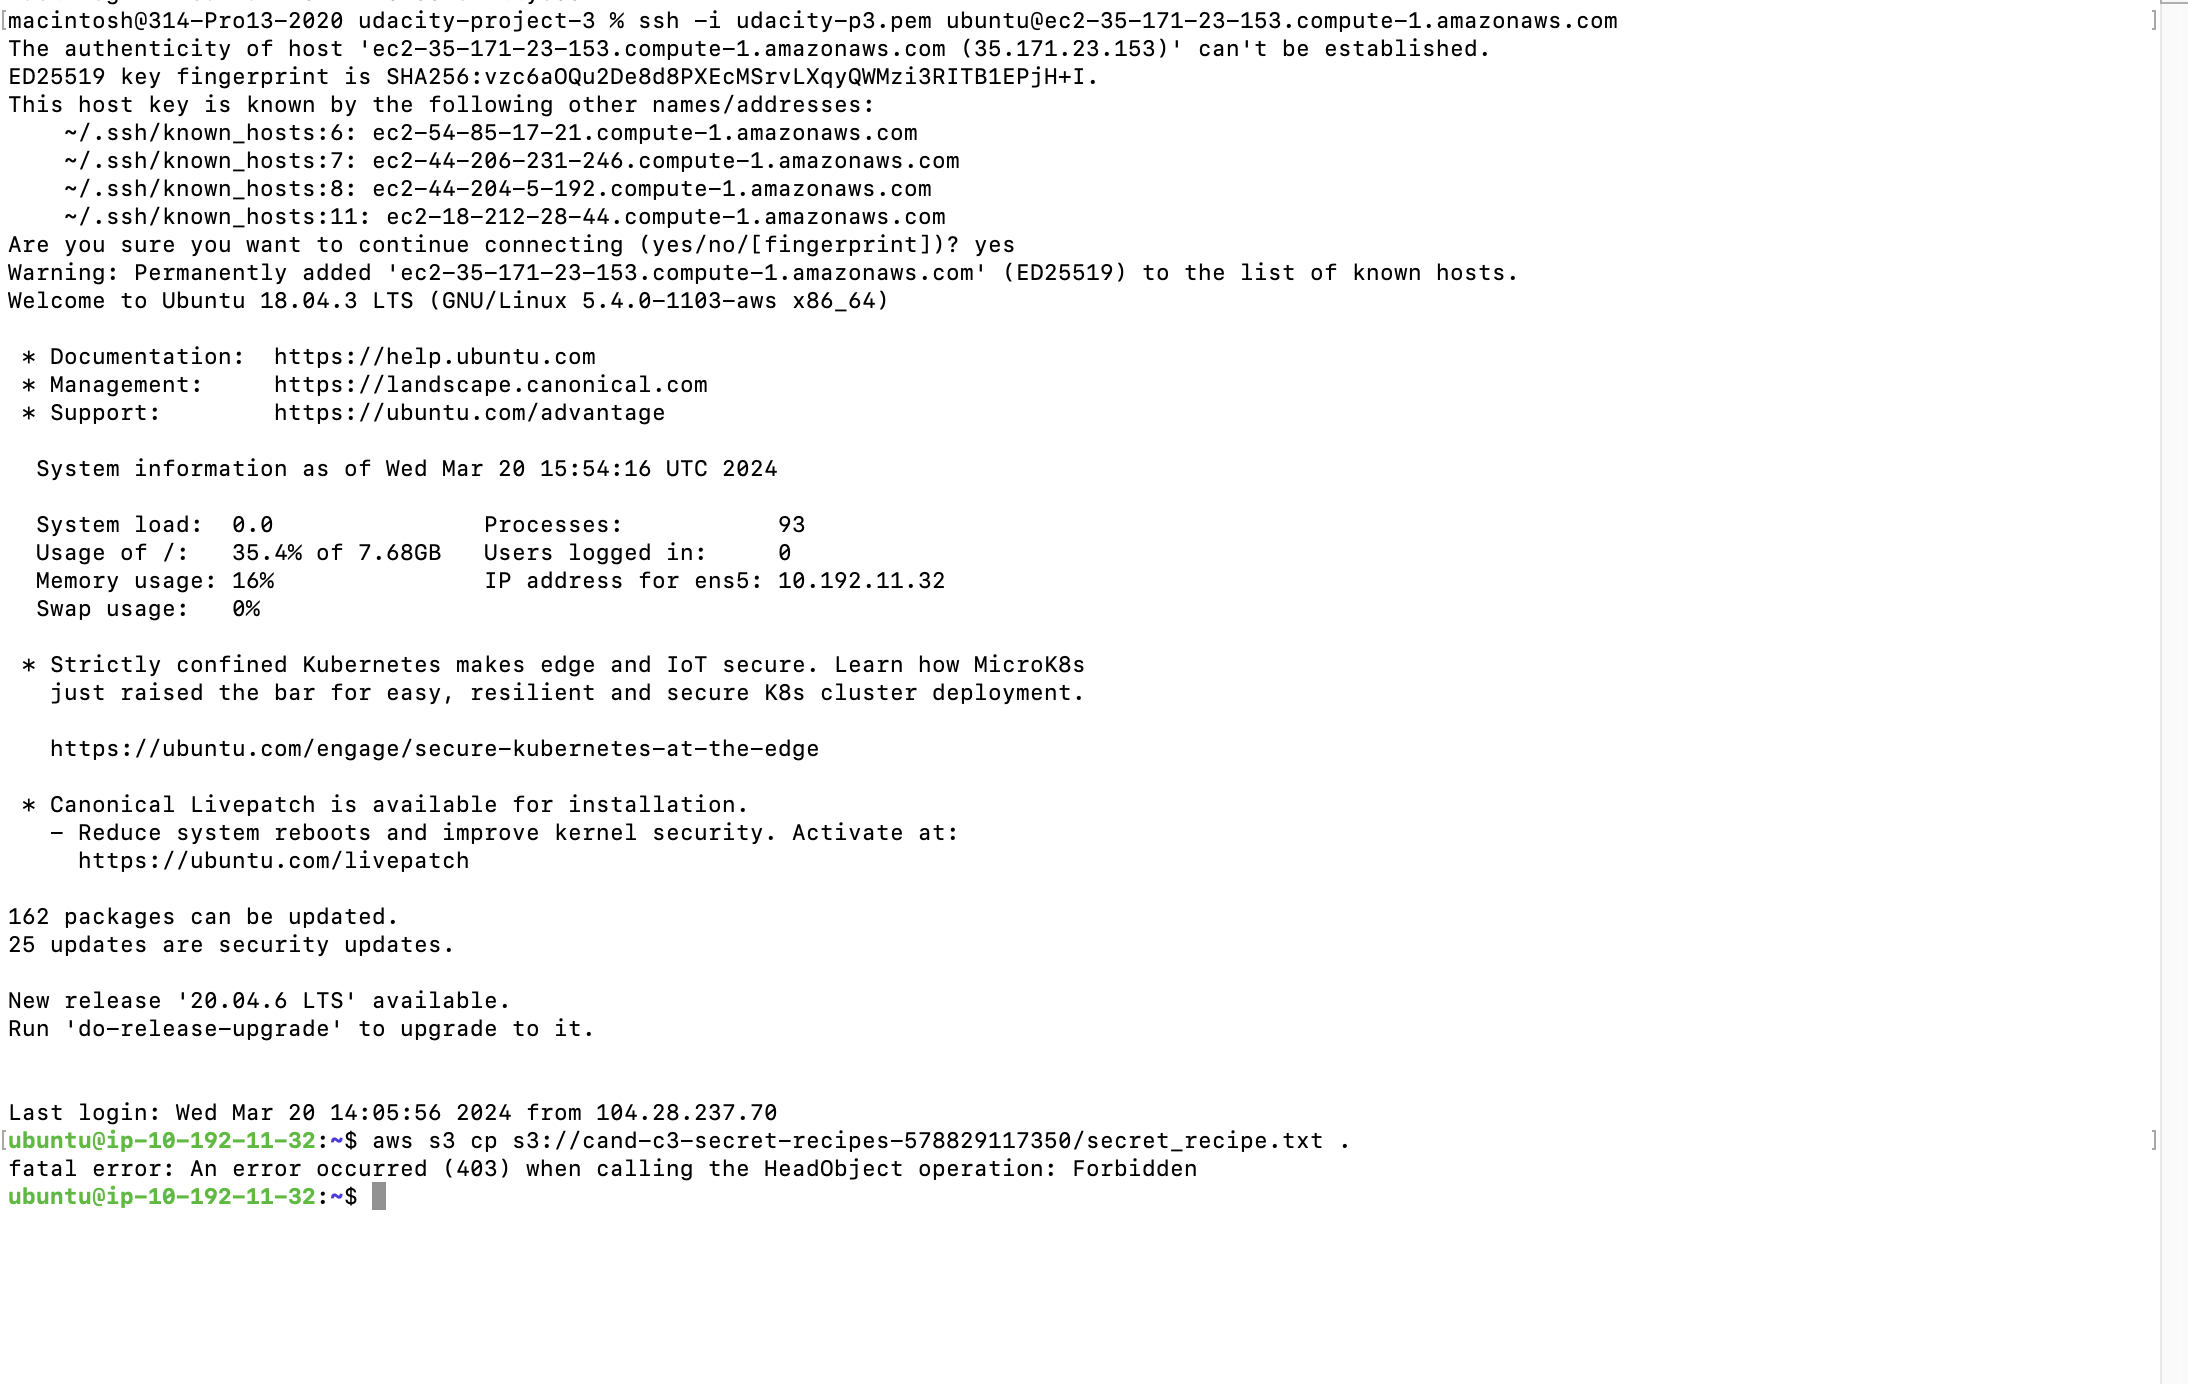 macintosh@314-Pro13-2020 udacity-project-3 % ssh -i udacity-p3.pem ubuntu@ec2-35-171-23-153.compute-1.amazonaws.com
The authenticity of host 'ec2-35-171-23-153.compute-1.amazonaws.com (35.171.23.153)' can't be established.
ED25519 key fingerprint is SHA256:vzc6aOQu2De8d8PXEcMSrvLXqyQWMzi3RITB1EPjH+I.
This host key is known by the following other names/addresses:
    ~/.ssh/known_hosts:6: ec2-54-85-17-21.compute-1.amazonaws.com
    ~/.ssh/known_hosts:7: ec2-44-206-231-246.compute-1.amazonaws.com
    ~/.ssh/known_hosts:8: ec2-44-204-5-192.compute-1.amazonaws.com
    ~/.ssh/known_hosts:11: ec2-18-212-28-44.compute-1.amazonaws.com
Are you sure you want to continue connecting (yes/no/[fingerprint])? yes
Warning: Permanently added 'ec2-35-171-23-153.compute-1.amazonaws.com' (ED25519) to the list of known hosts.
Welcome to Ubuntu 18.04.3 LTS (GNU/Linux 5.4.0-1103-aws x86_64)
 * Documentation:  https://help.ubuntu.com
 * Management:     https://landscape.canonical.com
 * Support:        https://ubuntu.com/advantage
  System information as of Wed Mar 20 15:54:16 UTC 2024
  System load:  0.0               Processes:           93
  Usage of /:   35.4% of 7.68GB   Users logged in:     0
  Memory usage: 16%               IP address for ens5: 10.192.11.32
  Swap usage:   0%
 * Strictly confined Kubernetes makes edge and IoT secure. Learn how MicroK8s
   just raised the bar for easy, resilient and secure K8s cluster deployment.
   https://ubuntu.com/engage/secure-kubernetes-at-the-edge
 * Canonical Livepatch is available for installation.
   - Reduce system reboots and improve kernel security. Activate at:
     https://ubuntu.com/livepatch
162 packages can be updated.
25 updates are security updates.
New release '20.04.6 LTS' available.
Run 'do-release-upgrade' to upgrade to it.
Last login: Wed Mar 20 14:05:56 2024 from 104.28.237.70
ubuntu@ip-10-192-11-32:~$ aws s3 cp s3://cand-c3-secret-recipes-578829117350/secret_recipe.txt .
fatal error: An error occurred (403) when calling the HeadObject operation: Forbidden
ubuntu@ip-10-192-11-32:~$